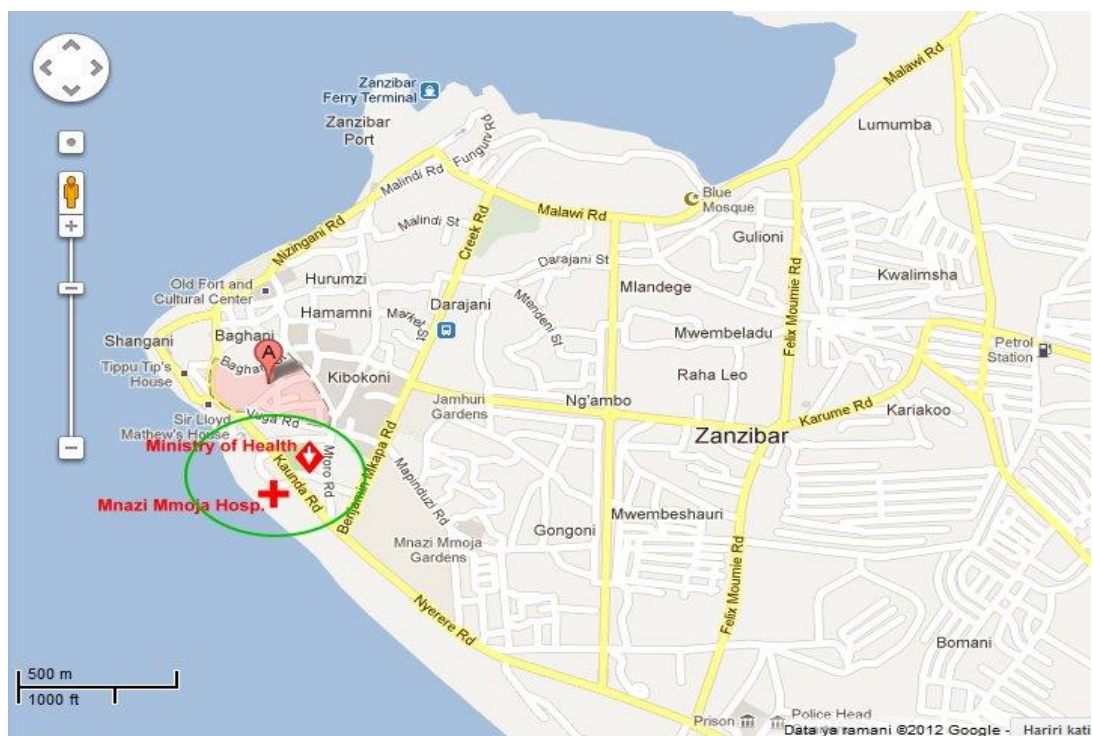 Zanzibar
Ferry Terminal
Zanzibar
Port
Malawi Rd
Lumumba
Funguni Rd
Malindi Rd
Blue
Mosque
Malawi Rd
Malindi St
Mizingani Rd
Creek Rd
Gulioni
Darajani St
Old Fort and
Cultural Center
Hurumzi
Mlandege
Kwalimsha
Hamamni
Market St
Darajani
Mtendeni St
Felix Moumie Rd
Shangani
Baghani
Mwembeladu
Petrol
Station
A
Baghani St
Tippu Tip's
House
Kibokoni
Raha Leo
Jamhuri
Gardens
Ng'ambo
Karume Rd
Kariakoo
Sir Lloyd
Mathew's House
Vuga Rd
Zanzibar
Ministry of Health
Kaunda Rd
Mtoro Rd
Benjamin Mkapa Rd
Mapinduzi Rd
Mnazi Mmoja Hosp.
Mwembeshauri
Gongoni
Mnazi Mmoja
Gardens
Felix Moumie Rd
Nyerere Rd
Bomani
500 m
1000 ft
Prison
Police Head
Data ya ramani ©2012 Google -
Hariri kati